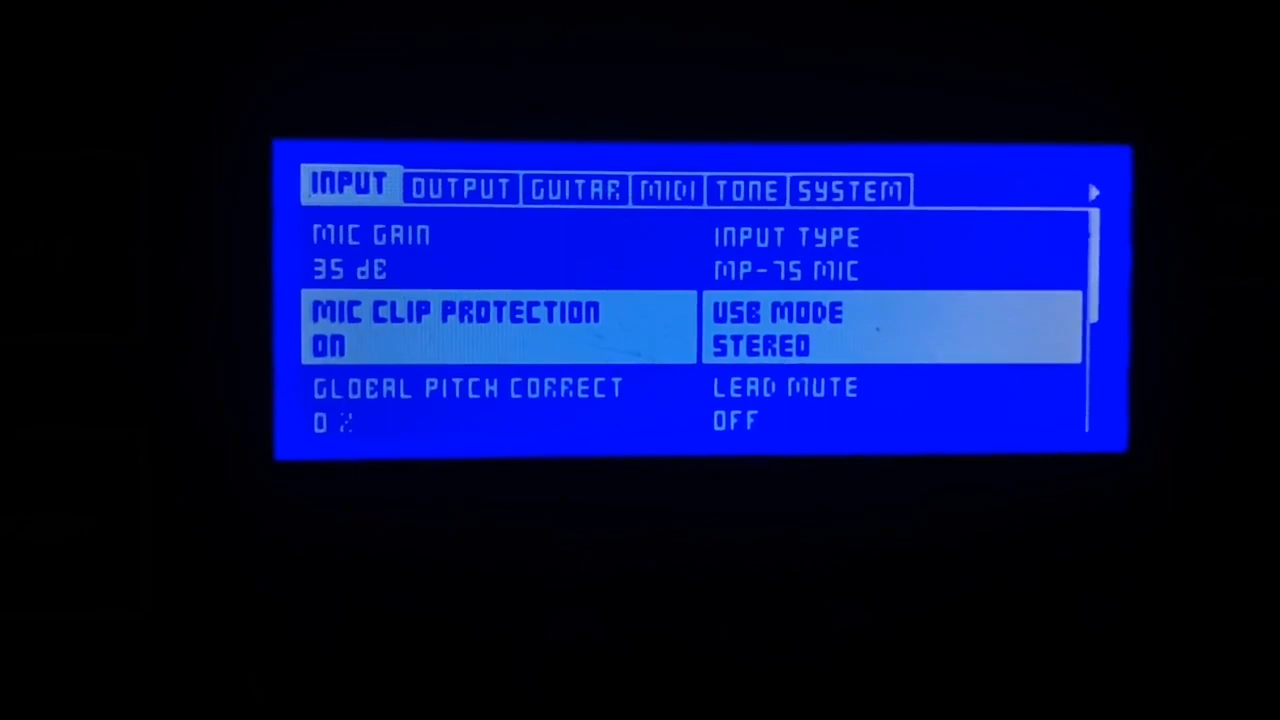 INPUT OUTPUT GUITAR MIDI TONE SYSTEM
MIC GAIN INPUT TYPE
35 dB MP-75 MIC
MIC CLIP PROTECTION USB MODE
ON STEREO
GLOBAL PITCH CORRECT LEAD MUTE
0 % OFF